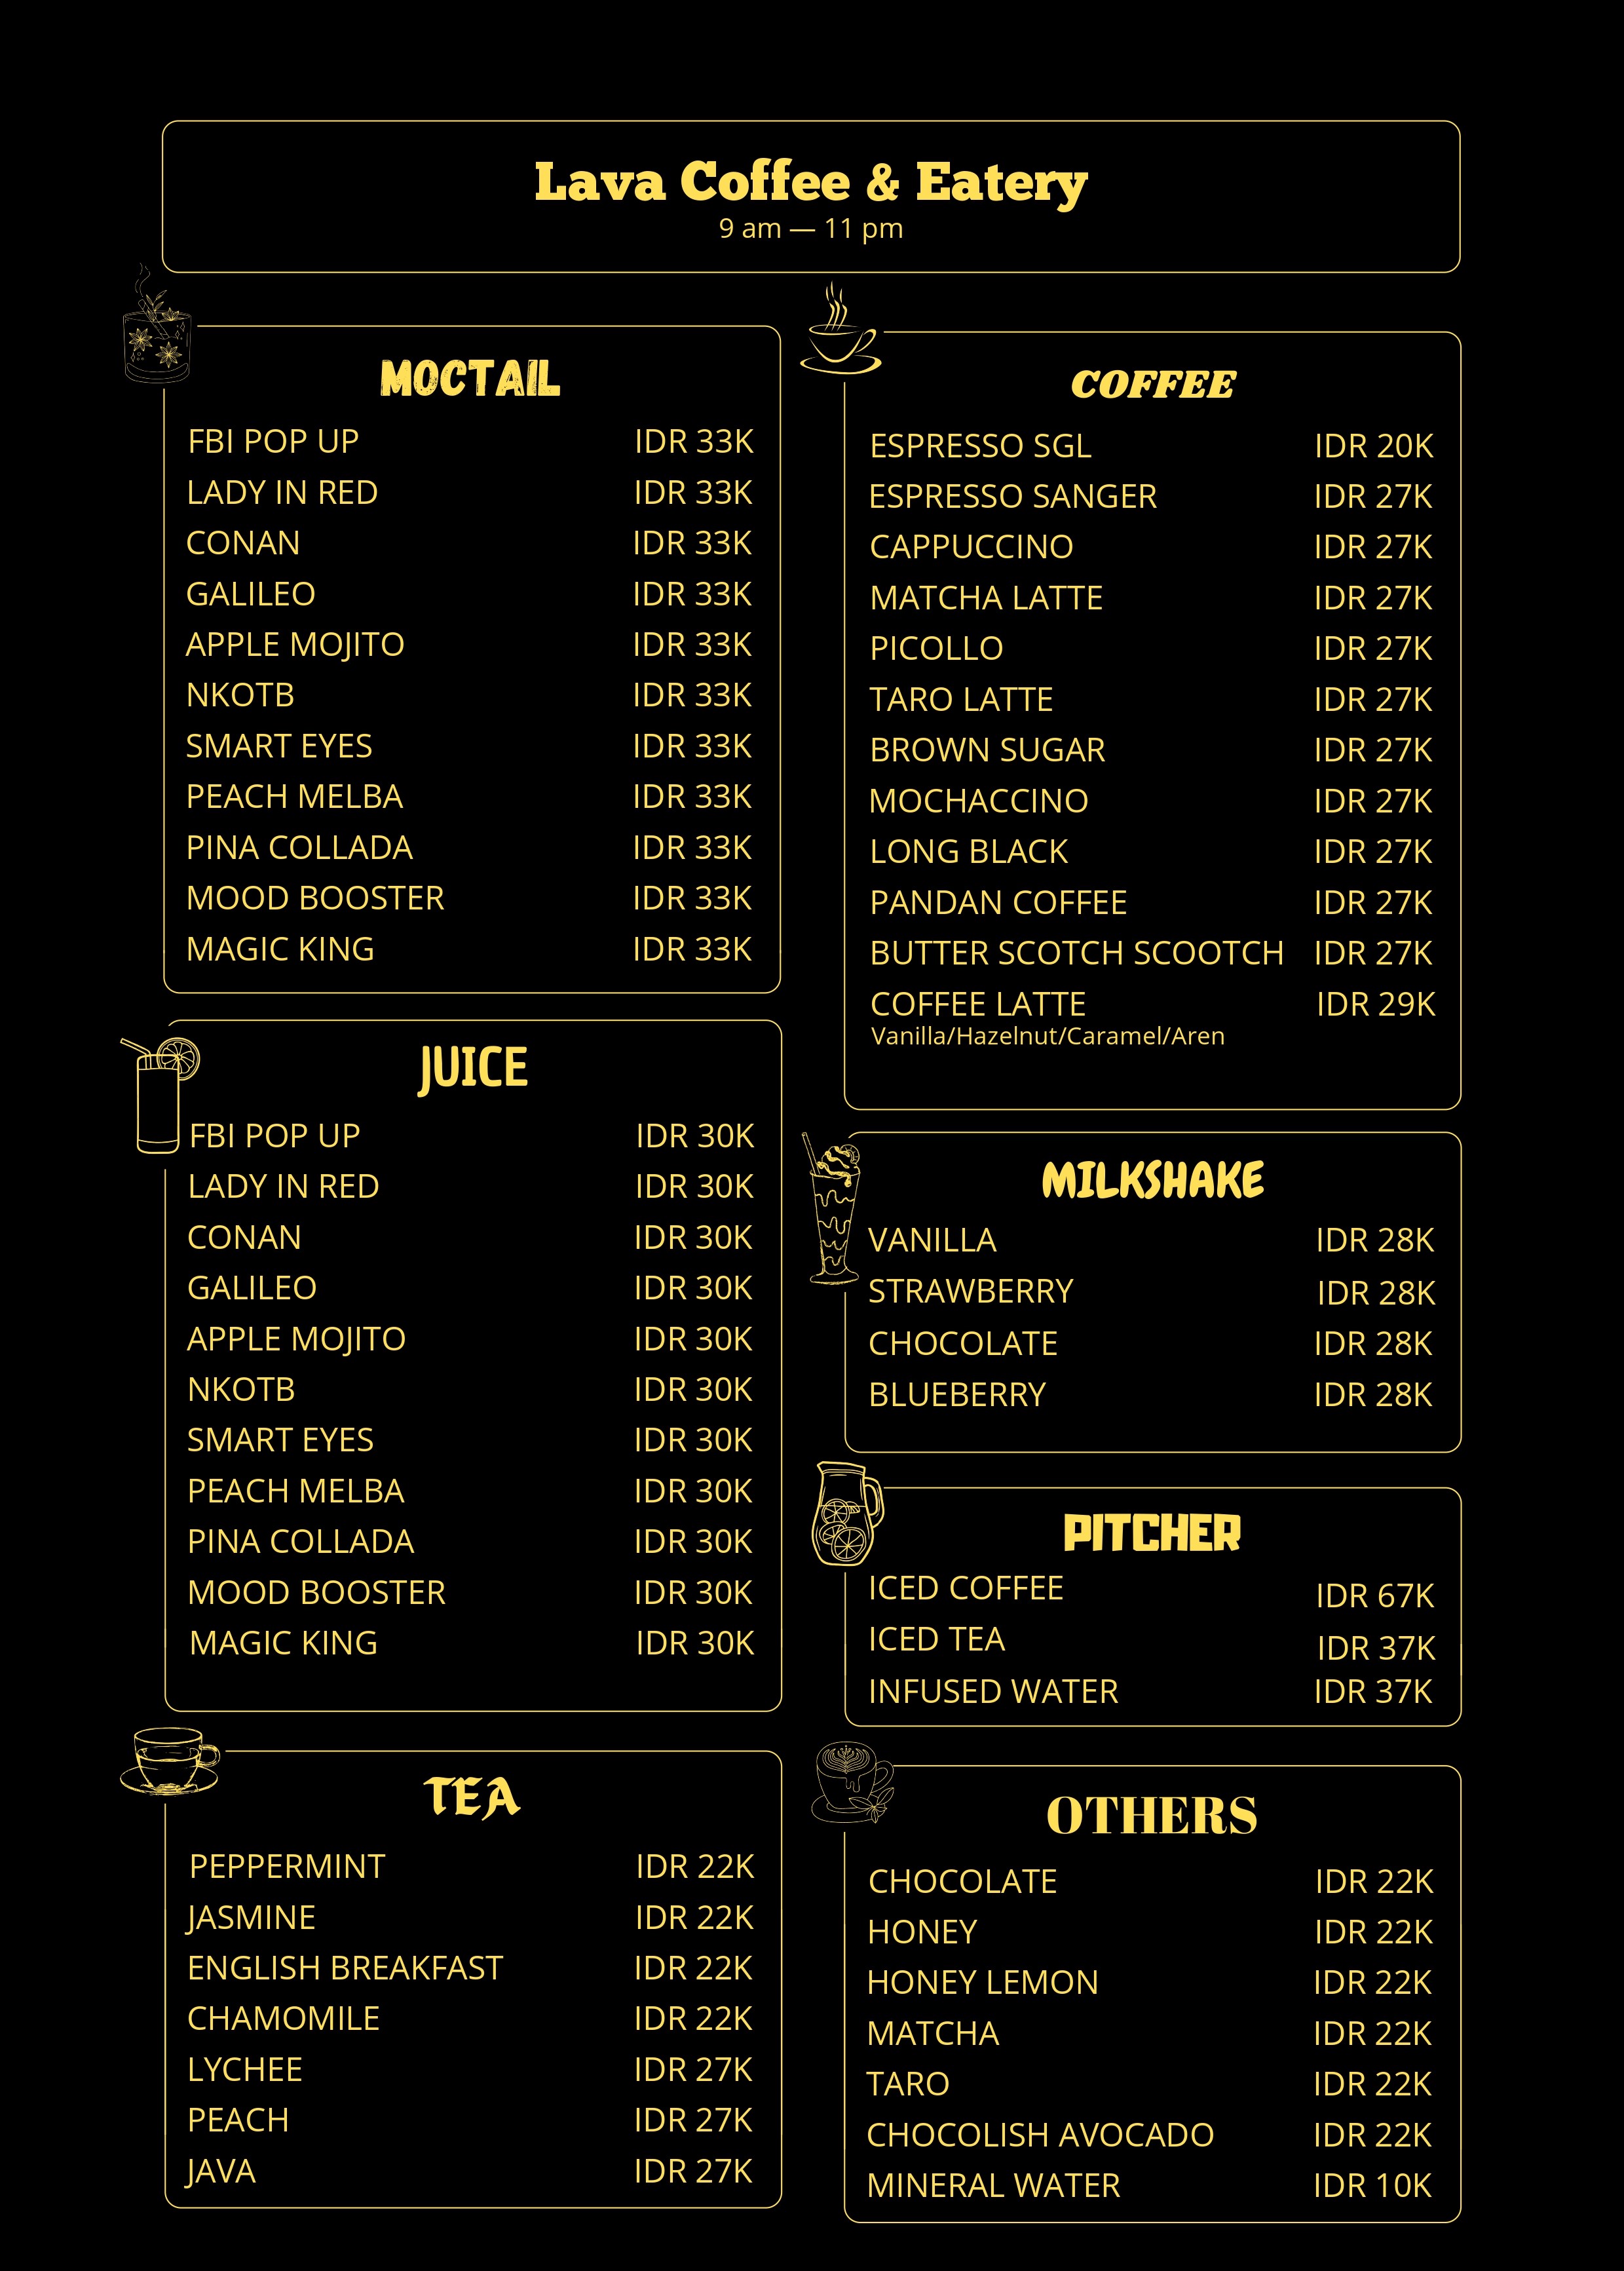 Lava Coffee & Eatery
9 am — 11 pm
MOCTAIL
FBI POP UP IDR 33K
LADY IN RED IDR 33K
CONAN IDR 33K
GALILEO IDR 33K
APPLE MOJITO IDR 33K
NKOTB IDR 33K
SMART EYES IDR 33K
PEACH MELBA IDR 33K
PINA COLLADA IDR 33K
MOOD BOOSTER IDR 33K
MAGIC KING IDR 33K
JUICE
FBI POP UP IDR 30K
LADY IN RED IDR 30K
CONAN IDR 30K
GALILEO IDR 30K
APPLE MOJITO IDR 30K
NKOTB IDR 30K
SMART EYES IDR 30K
PEACH MELBA IDR 30K
PINA COLLADA IDR 30K
MOOD BOOSTER IDR 30K
MAGIC KING IDR 30K
TEA
PEPPERMINT IDR 22K
JASMINE IDR 22K
ENGLISH BREAKFAST IDR 22K
CHAMOMILE IDR 22K
LYCHEE IDR 27K
PEACH IDR 27K
JAVA IDR 27K
COFFEE
ESPRESSO SGL IDR 20K
ESPRESSO SANGER IDR 27K
CAPPUCCINO IDR 27K
MATCHA LATTE IDR 27K
PICOLLO IDR 27K
TARO LATTE IDR 27K
BROWN SUGAR IDR 27K
MOCHACCINO IDR 27K
LONG BLACK IDR 27K
PANDAN COFFEE IDR 27K
BUTTER SCOTCH SCOOTCH IDR 27K
COFFEE LATTE IDR 29K
Vanilla/Hazelnut/Caramel/Aren
MILKSHAKE
VANILLA IDR 28K
STRAWBERRY IDR 28K
CHOCOLATE IDR 28K
BLUEBERRY IDR 28K
PITCHER
ICED COFFEE IDR 67K
ICED TEA IDR 37K
INFUSED WATER IDR 37K
OTHERS
CHOCOLATE IDR 22K
HONEY IDR 22K
HONEY LEMON IDR 22K
MATCHA IDR 22K
TARO IDR 22K
CHOCOLISH AVOCADO IDR 22K
MINERAL WATER IDR 10K